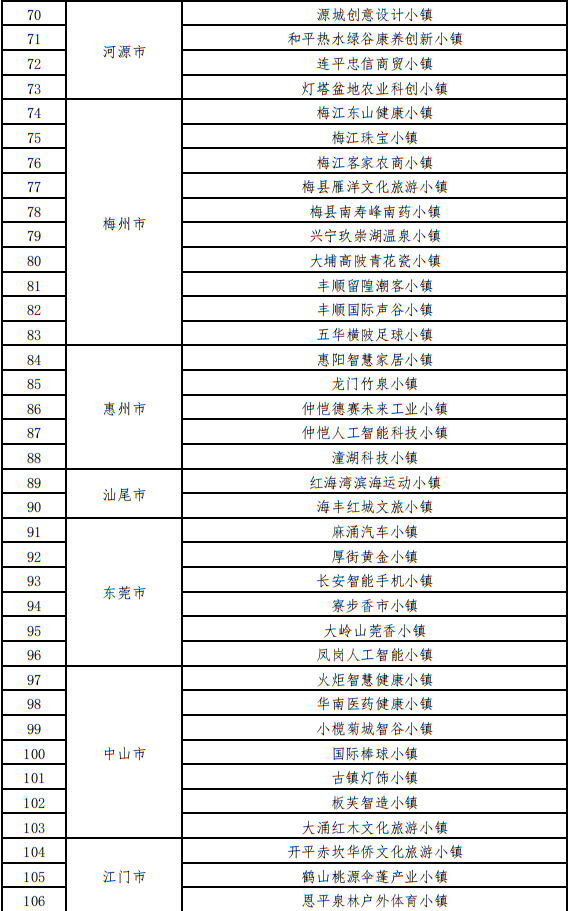 70 河源市 源城创意设计小镇
71 和平热水绿谷康养创新小镇
72 连平忠信商贸小镇
73 灯塔盆地农业科创小镇
74 梅州市 梅江东山健康小镇
75 梅江珠宝小镇
76 梅江客家农商小镇
77 梅县雁洋文化旅游小镇
78 梅县南寿峰南药小镇
79 兴宁玖崇湖温泉小镇
80 大埔高陂青花瓷小镇
81 丰顺留隍潮客小镇
82 丰顺国际声谷小镇
83 五华横陂足球小镇
84 惠州市 惠阳智慧家居小镇
85 龙门竹泉小镇
86 仲恺德赛未来工业小镇
87 仲恺人工智能科技小镇
88 潼湖科技小镇
89 汕尾市 红海湾滨海运动小镇
90 海丰红城文旅小镇
91 东莞市 麻涌汽车小镇
92 厚街黄金小镇
93 长安智能手机小镇
94 寮步香市小镇
95 大岭山莞香小镇
96 凤岗人工智能小镇
97 中山市 火炬智慧健康小镇
98 华南医药健康小镇
99 小榄菊城智谷小镇
100 国际棒球小镇
101 古镇灯饰小镇
102 板芙智造小镇
103 大涌红木文化旅游小镇
104 江门市 开平赤坎华侨文化旅游小镇
105 鹤山桃源伞蓬产业小镇
106 恩平泉林户外体育小镇